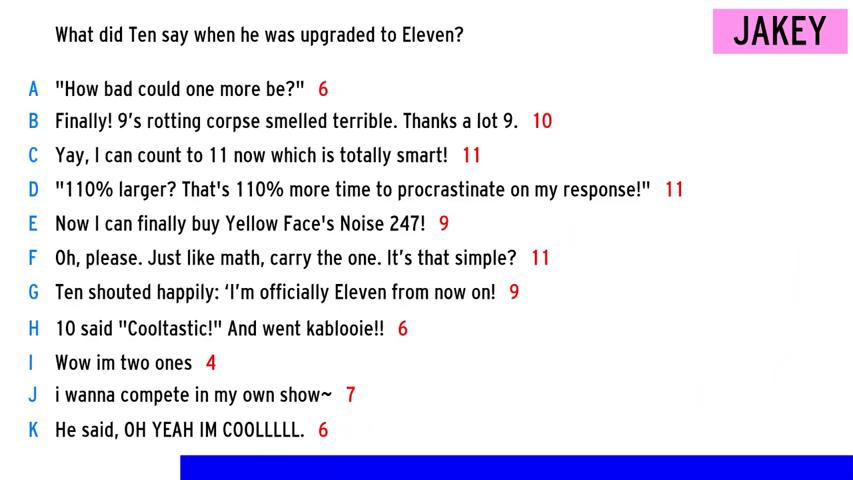 What did Ten say when he was upgraded to Eleven?
JAKEY
A "How bad could one more be?" 6
B Finally! 9's rotting corpse smelled terrible. Thanks a lot 9. 10
C Yay, I can count to 11 now which is totally smart! 11
D "110% larger? That's 110% more time to procrastinate on my response!" 11
E Now I can finally buy Yellow Face's Noise 247! 9
F Oh, please. Just like math, carry the one. It's that simple? 11
G Ten shouted happily: ‘I'm officially Eleven from now on! 9
H 10 said "Cooltastic!" And went kablooie!! 6
I Wow im two ones 4
J i wanna compete in my own show~ 7
K He said, OH YEAH IM COOLLLLL. 6